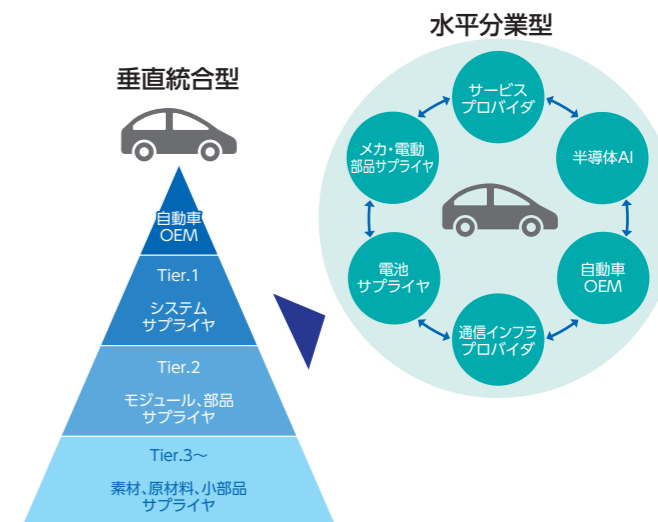 垂直統合型
自動車
OEM
Tier.1
システム
サプライヤ
Tier.2
モジュール、部品
サプライヤ
Tier.3〜
素材、原材料、小部品
サプライヤ
水平分業型
サービス
プロバイダ
半導体AI
自動車
OEM
通信インフラ
プロバイダ
電池
サプライヤ
メカ・電動
部品サプライヤ